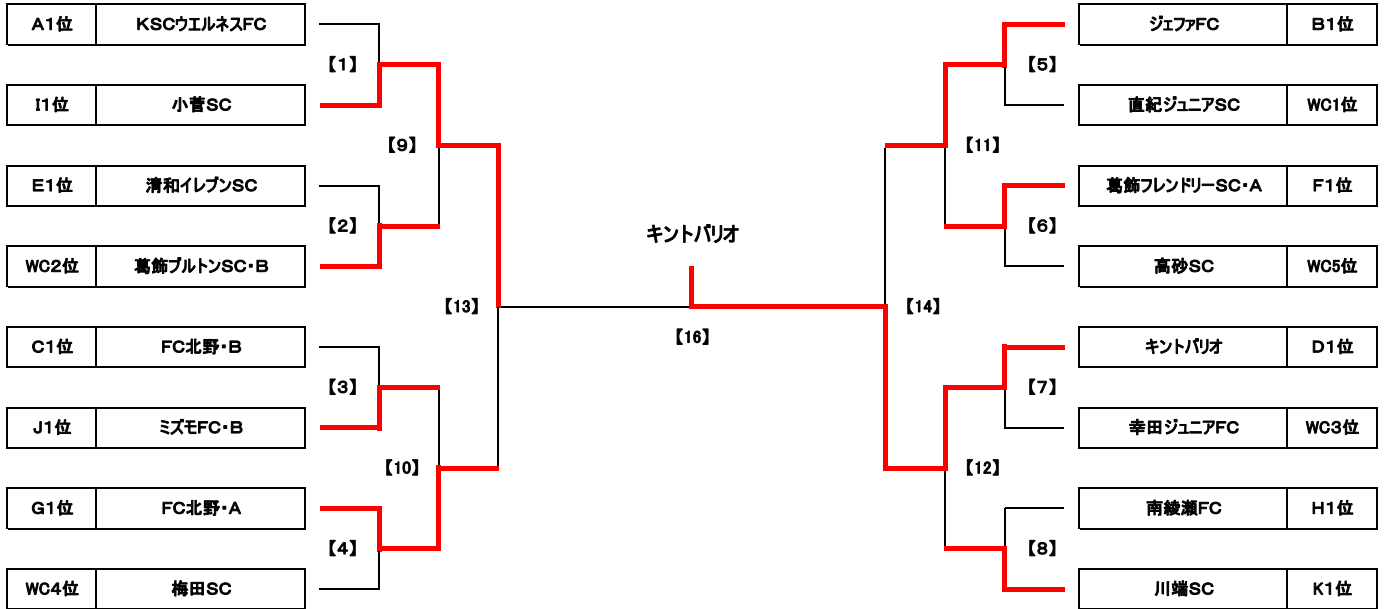 A1位 KSCウエルネスFC
【1】
I1位 小菅SC
【9】
E1位 清和イレブンSC
【2】
WC2位 葛飾ブルトンSC・B
【13】
C1位 FC北野・B
【3】
J1位 ミズモFC・B
【10】
G1位 FC北野・A
【4】
WC4位 梅田SC
キントバリオ
【16】
ジェファFC B1位
【5】
直紀ジュニアSC WC1位
【11】
葛飾フレンドリーSC・A F1位
【6】
高砂SC WC5位
【14】
キントバリオ D1位
【7】
幸田ジュニアFC WC3位
【12】
南綾瀬FC H1位
【8】
川端SC K1位